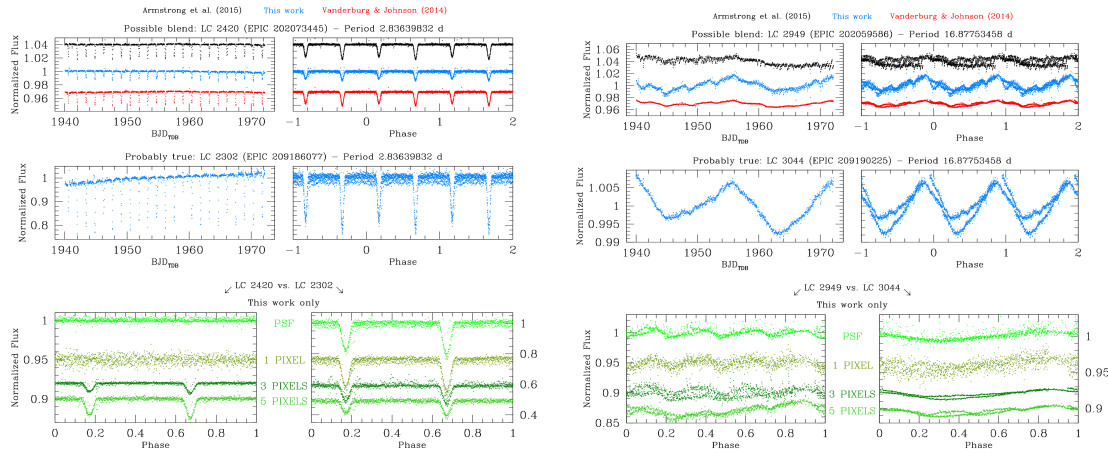 Armstrong et al. (2015) This work Vanderburg & Johnson (2014)
Possible blend: LC 2420 (EPIC 202073445) – Period 2.83639832 d
Normalized Flux
1.04
1.02
1
0.98
0.96
1940 1950 1960 1970 −1 0 1 2
BJD_TDB Phase
Probably true: LC 2302 (EPIC 209186077) – Period 2.83639832 d
Normalized Flux
1
0.9
0.8
1940 1950 1960 1970 −1 0 1 2
BJD_TDB Phase
↙ LC 2420 vs. LC 2302 ↘
This work only
Normalized Flux
1 PSF 1
0.95 1 PIXEL 0.8
3 PIXELS 0.6
0.9 5 PIXELS 0.4
0 0.2 0.4 0.6 0.8 1 0 0.2 0.4 0.6 0.8 1
Phase Phase
Armstrong et al. (2015) This work Vanderburg & Johnson (2014)
Possible blend: LC 2949 (EPIC 202059586) – Period 16.87753458 d
Normalized Flux
1.06
1.04
1.02
1
0.98
0.96
1940 1950 1960 1970 −1 0 1 2
BJD_TDB Phase
Probably true: LC 3044 (EPIC 209190225) – Period 16.87753458 d
Normalized Flux
1.005
0.995
0.99
1940 1950 1960 1970 −1 0 1 2
BJD_TDB Phase
↙ LC 2949 vs. LC 3044 ↘
This work only
Normalized Flux
1 PSF 1
0.95 1 PIXEL 0.95
0.9 3 PIXELS
5 PIXELS 0.9
0.85
0 0.2 0.4 0.6 0.8 1 0 0.2 0.4 0.6 0.8 1
Phase Phase